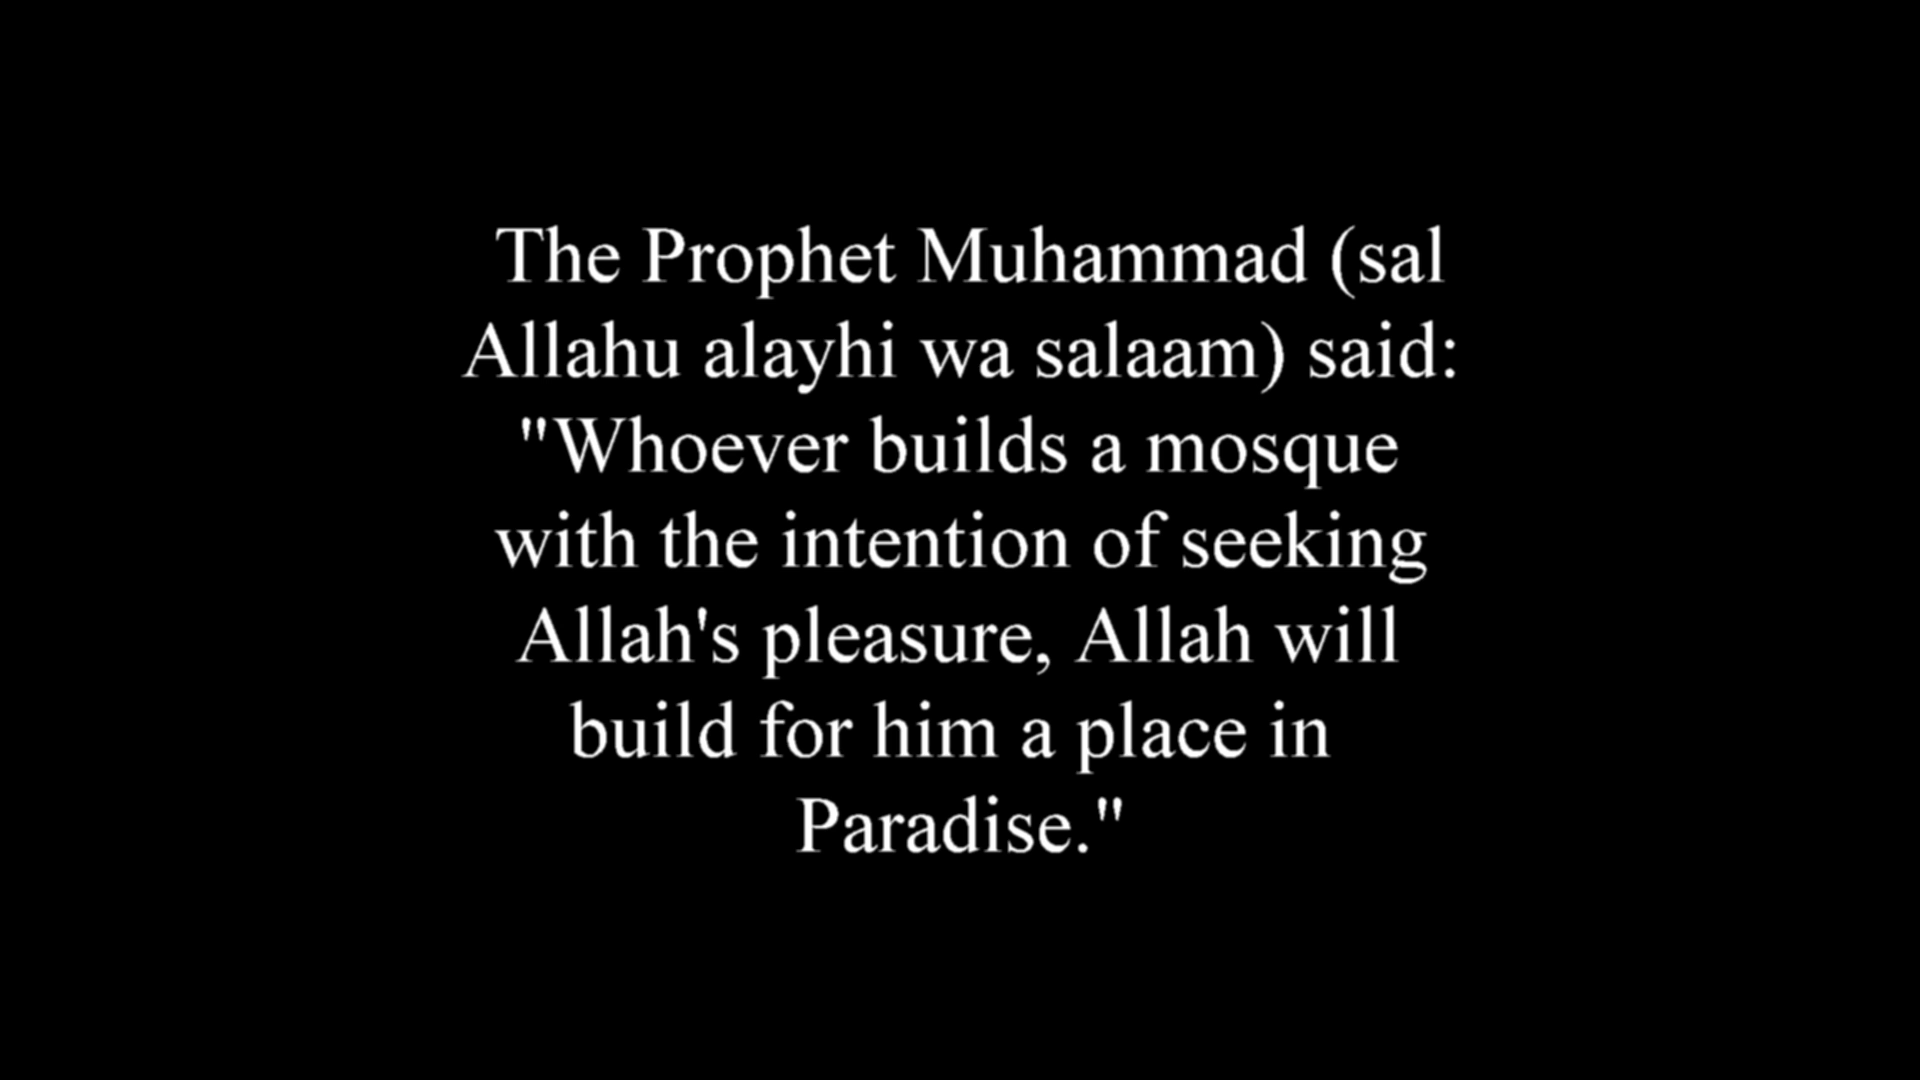 The Prophet Muhammad (sal
Allahu alayhi wa salaam) said:
"Whoever builds a mosque
with the intention of seeking
Allah's pleasure, Allah will
build for him a place in
Paradise."